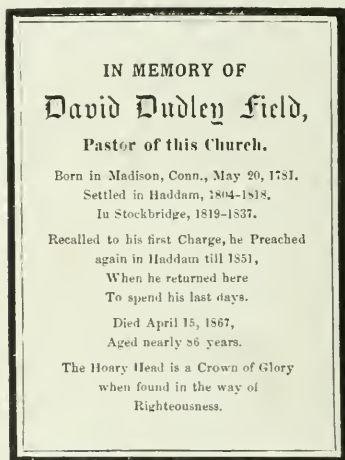 IN MEMORY OF
David Dudley Field,
Pastor of this Church.
Born in Madison, Conn., May 20, 1781.
Settled in Haddam, 1804-1818.
In Stockbridge, 1819-1837.
Recalled to his first Charge, he Preached
again in Haddam till 1851,
When he returned here
To spend his last days.
Died April 15, 1867,
Aged nearly 86 years.
The Hoary Head is a Crown of Glory
when found in the way of
Righteousness.